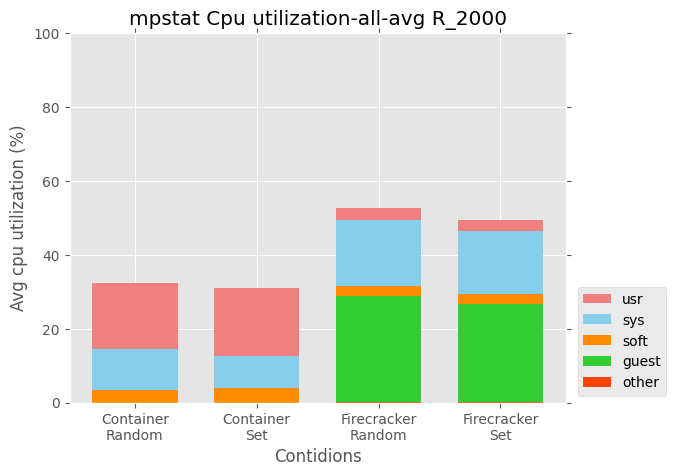 mpstat Cpu utilization-all-avg R_2000
Avg cpu utilization (%)
100
80
60
40
20
0
Container
Random
Container
Set
Firecracker
Random
Firecracker
Set
Contidions
usr
sys
soft
guest
other